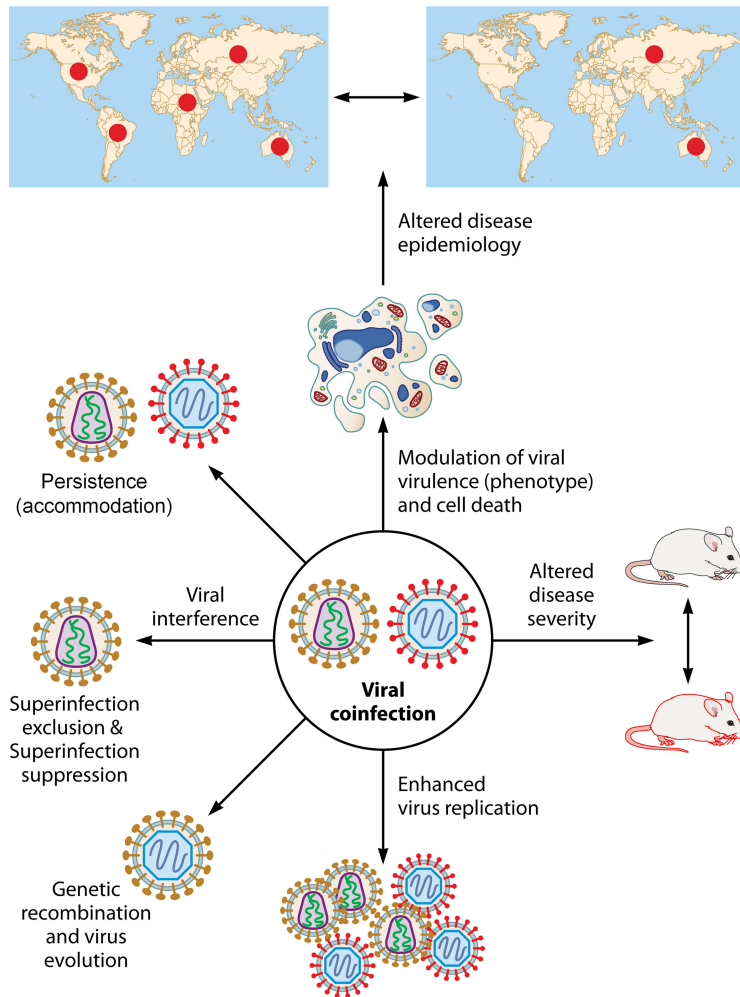 Altered disease
epidemiology
Persistence
(accommodation)
Modulation of viral
virulence (phenotype)
and cell death
Viral
interference
Altered
disease
severity
Viral
coinfection
Superinfection
exclusion &
Superinfection
suppression
Enhanced
virus replication
Genetic
recombination
and virus
evolution